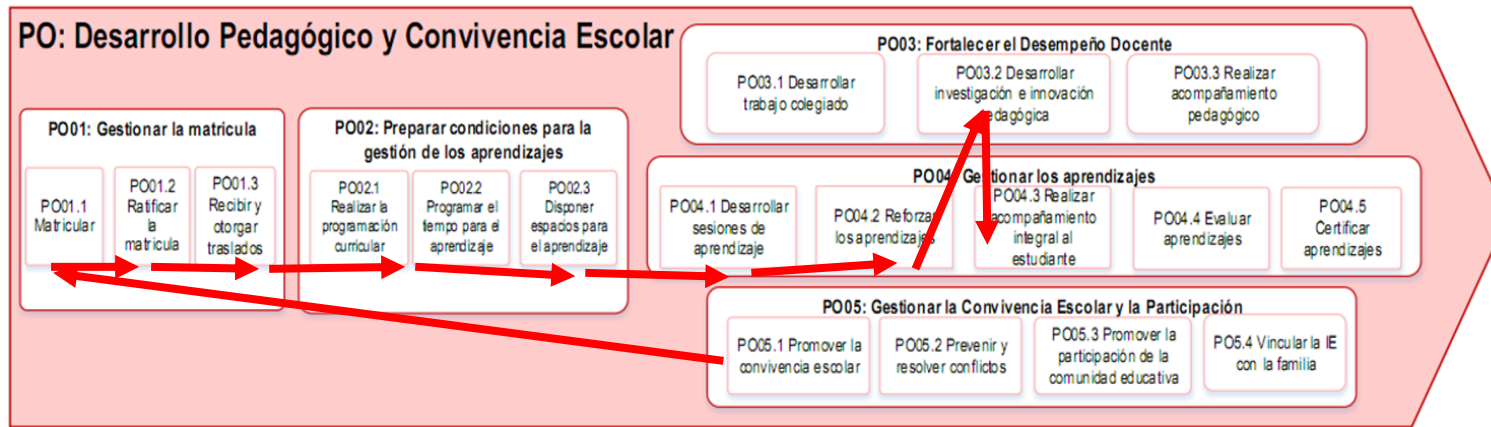 PO: Desarrollo Pedagógico y Convivencia Escolar
PO01: Gestionar la matricula
PO01.1
Matricular
PO01.2
Ratificar
la
matricula
PO01.3
Recibir y
otorgar
traslados
PO02: Preparar condiciones para la
gestión de los aprendizajes
PO02.1
Realizar la
programación
curricular
PO02.2
Programar el
tiempo para el
aprendizaje
PO02.3
Disponer
espacios para
el aprendizaje
PO03: Fortalecer el Desempeño Docente
PO03.1 Desarrollar
trabajo colegiado
PO03.2 Desarrollar
investigación e innovación
pedagógica
PO03.3 Realizar
acompañamiento
pedagógico
PO04: Gestionar los aprendizajes
PO04.1 Desarrollar
sesiones de
aprendizaje
PO04.2 Reforzar
los aprendizajes
PO04.3 Realizar
acompañamiento
integral al
estudiante
PO04.4 Evaluar
aprendizajes
PO04.5
Certificar
aprendizajes
PO05: Gestionar la Convivencia Escolar y la Participación
PO05.1 Promover la
convivencia escolar
PO05.2 Prevenir y
resolver conflictos
PO05.3 Promover la
participación de la
comunidad educativa
PO5.4 Vincular la IE
con la familia